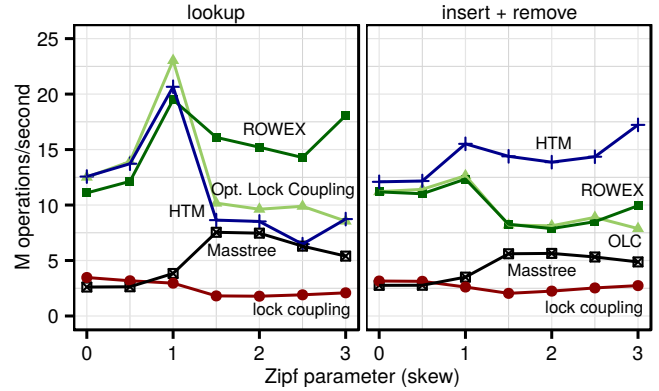 lookup
insert + remove
M operations/second
25
20
15
10
5
0
ROWEX
Opt. Lock Coupling
HTM
Masstree
lock coupling
HTM
ROWEX
OLC
Masstree
lock coupling
0 1 2 3
0 1 2 3
Zipf parameter (skew)